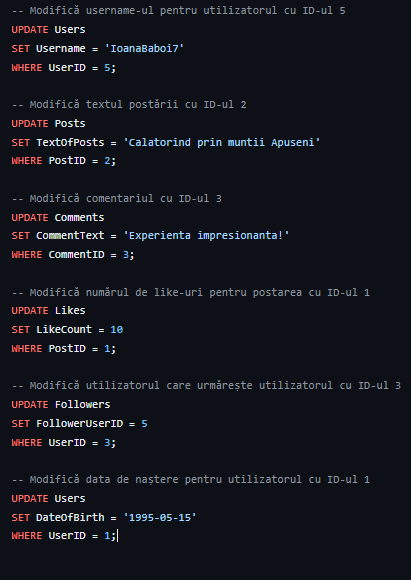 -- Modifică username-ul pentru utilizatorul cu ID-ul 5
UPDATE Users
SET Username = 'IoanaBaboi7'
WHERE UserID = 5;
-- Modifică textul postării cu ID-ul 2
UPDATE Posts
SET TextOfPosts = 'Calatorind prin muntii Apuseni'
WHERE PostID = 2;
-- Modifică comentariul cu ID-ul 3
UPDATE Comments
SET CommentText = 'Experienta impresionanta!'
WHERE CommentID = 3;
-- Modifică numărul de like-uri pentru postarea cu ID-ul 1
UPDATE Likes
SET LikeCount = 10
WHERE PostID = 1;
-- Modifică utilizatorul care urmărește utilizatorul cu ID-ul 3
UPDATE Followers
SET FollowerUserID = 5
WHERE UserID = 3;
-- Modifică data de naștere pentru utilizatorul cu ID-ul 1
UPDATE Users
SET DateOfBirth = '1995-05-15'
WHERE UserID = 1;